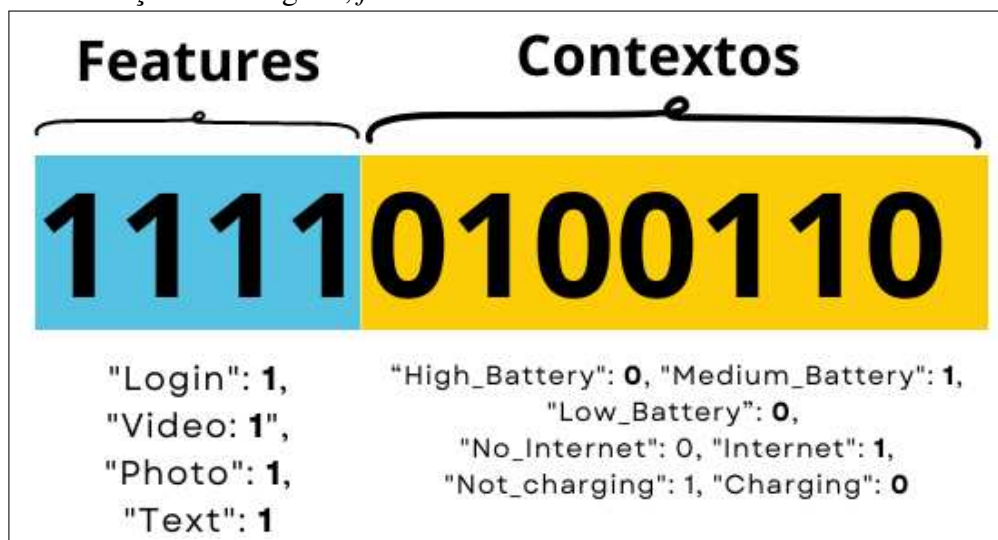 Features
Contextos
11110100110
"Login": 1,
"Video: 1",
"Photo": 1,
"Text": 1
“High_Battery": 0, "Medium_Battery": 1,
"Low_Battery”: 0,
"No_Internet": 0, "Internet": 1,
"Not_charging": 1, "Charging": 0